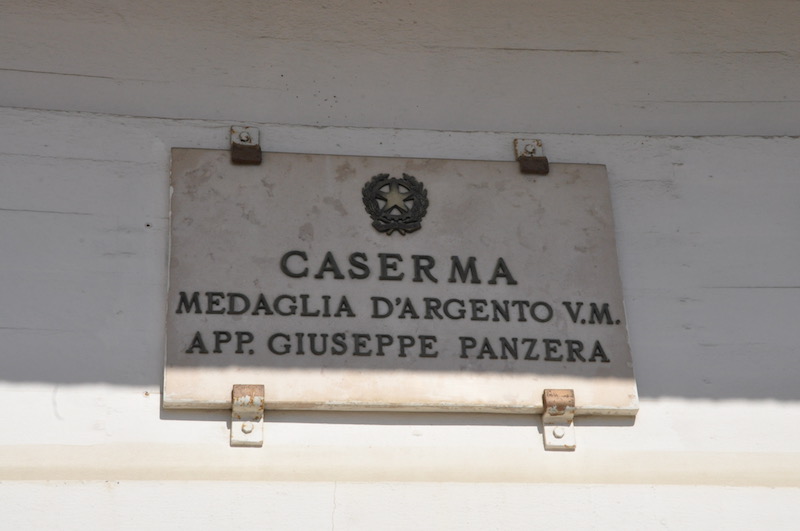 CASERMA
MEDAGLIA D'ARGENTO V.M.
APP. GIUSEPPE PANZERA